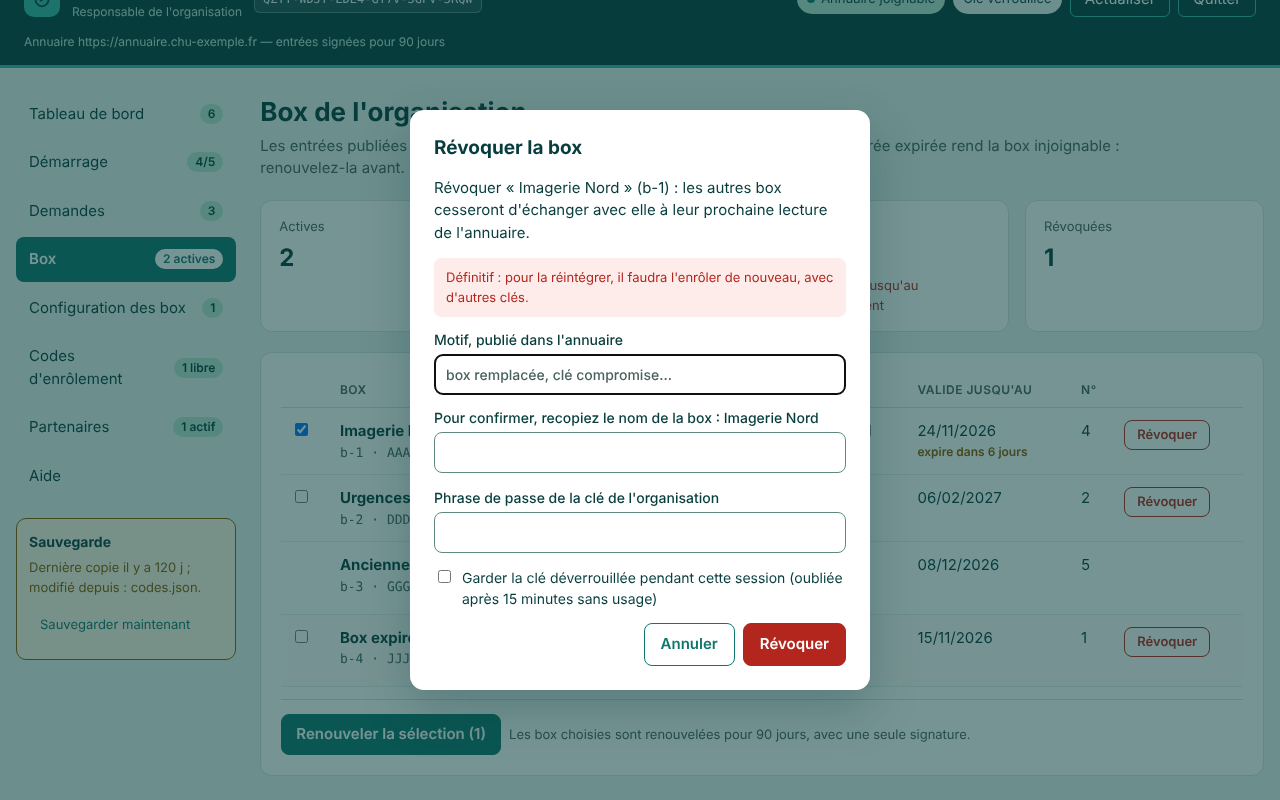 Responsable de l'organisation
Annuaire joignable
Clé verrouillée
Actualiser
Quitter
Annuaire https://annuaire.chu-exemple.fr — entrées signées pour 90 jours
Tableau de bord 6
Démarrage 4/5
Demandes 3
Box 2 actives
Configuration des box 1
Codes
d'enrôlement 1 libre
Partenaires 1 actif
Aide
Sauvegarde
Dernière copie il y a 120 j ;
modifié depuis : codes.json.
Sauvegarder maintenant
Box de l'organisation
Les entrées publiées
rée expirée rend la box injoignable :
renouvelez-la avant.
Actives
2
usqu'au
ent
Révoquées
1
BOX VALIDE JUSQU'AU N°
Imagerie 24/11/2026 4 Révoquer
b-1 · AAA expire dans 6 jours
Urgences 06/02/2027 2 Révoquer
b-2 · DDD
Ancienne 08/12/2026 5
b-3 · GGG
Box expir 15/11/2026 1 Révoquer
b-4 · JJJ
Renouveler la sélection (1) Les box choisies sont renouvelées pour 90 jours, avec une seule signature.
Révoquer la box
Révoquer « Imagerie Nord » (b-1) : les autres box
cesseront d'échanger avec elle à leur prochaine lecture
de l'annuaire.
Définitif : pour la réintégrer, il faudra l'enrôler de nouveau, avec
d'autres clés.
Motif, publié dans l'annuaire
box remplacée, clé compromise…
Pour confirmer, recopiez le nom de la box : Imagerie Nord
Phrase de passe de la clé de l'organisation
Garder la clé déverrouillée pendant cette session (oubliée
après 15 minutes sans usage)
Annuler Révoquer